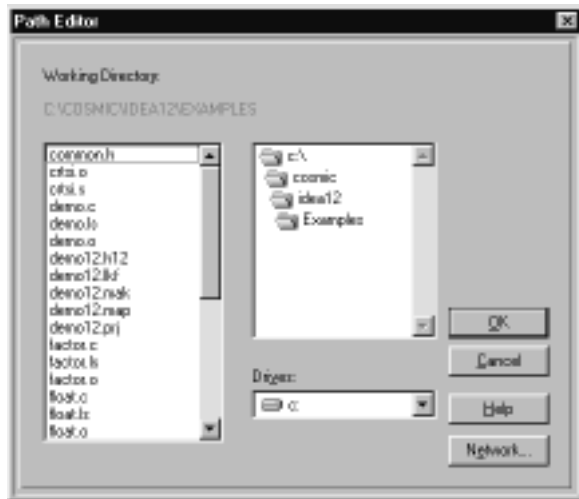 Path Editor
Working Directory:
C:\COSMIC\IDEA12\EXAMPLES
common.h
crtsi.o
crtsi.s
demo.c
demo.ls
demo.o
demo12.h12
demo12.lkf
demo12.mak
demo12.map
demo12.prj
factor.c
factor.ls
factor.o
float.c
float.ls
float.o
c:\
cosmic
idea12
Examples
Drives:
c:
OK
Cancel
Help
Network...